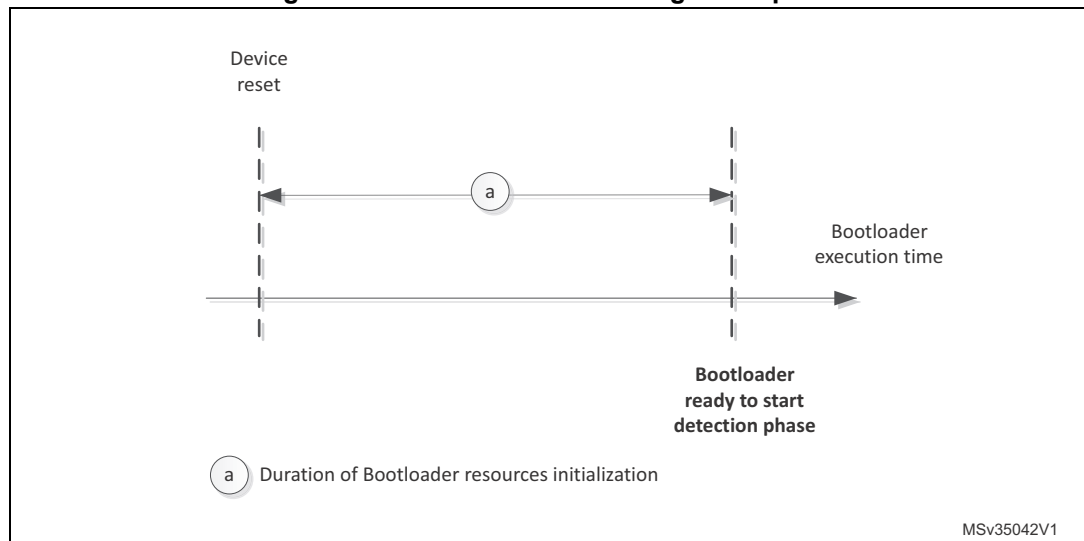 Device
reset
a
Bootloader
execution time
Bootloader
ready to start
detection phase
a Duration of Bootloader resources initialization
MSv35042V1